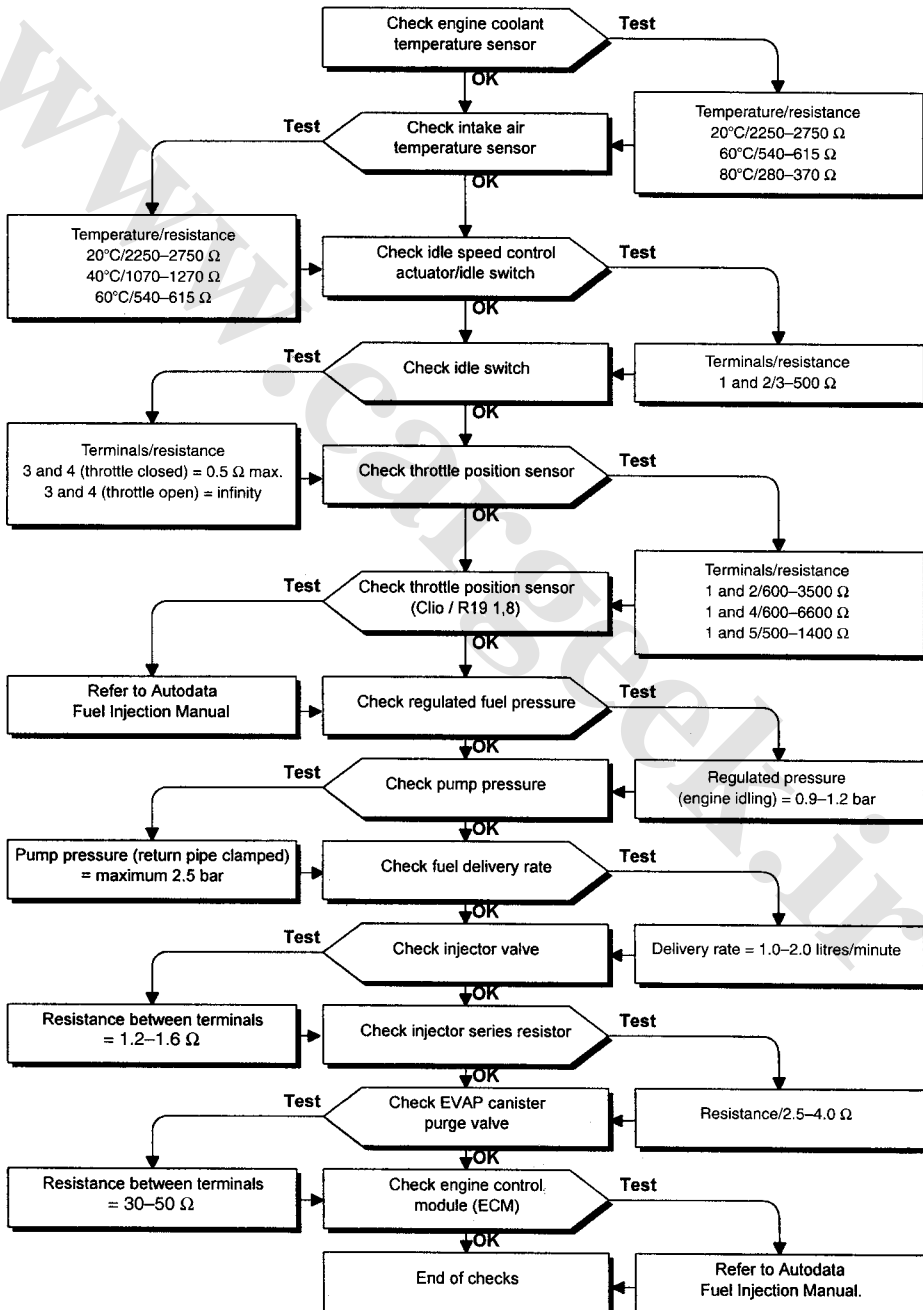 Check engine coolant
temperature sensor
Test
OK
Temperature/resistance
20°C/2250–2750 Ω
60°C/540–615 Ω
80°C/280–370 Ω
Test
Check intake air
temperature sensor
OK
Temperature/resistance
20°C/2250–2750 Ω
40°C/1070–1270 Ω
60°C/540–615 Ω
Check idle speed control
actuator/idle switch
Test
OK
Terminals/resistance
1 and 2/3–500 Ω
Test
Check idle switch
OK
Terminals/resistance
3 and 4 (throttle closed) = 0.5 Ω max.
3 and 4 (throttle open) = infinity
Check throttle position sensor
Test
OK
Terminals/resistance
1 and 2/600–3500 Ω
1 and 4/600–6600 Ω
1 and 5/500–1400 Ω
Test
Check throttle position sensor
(Clio / R19 1,8)
OK
Refer to Autodata
Fuel Injection Manual
Check regulated fuel pressure
Test
OK
Regulated pressure
(engine idling) = 0.9–1.2 bar
Test
Check pump pressure
OK
Pump pressure (return pipe clamped)
= maximum 2.5 bar
Check fuel delivery rate
Test
OK
Delivery rate = 1.0–2.0 litres/minute
Test
Check injector valve
OK
Resistance between terminals
= 1.2–1.6 Ω
Check injector series resistor
Test
OK
Resistance/2.5–4.0 Ω
Test
Check EVAP canister
purge valve
OK
Resistance between terminals
= 30–50 Ω
Check engine control
module (ECM)
Test
OK
Refer to Autodata
Fuel Injection Manual.
End of checks
www.cargeek.ir